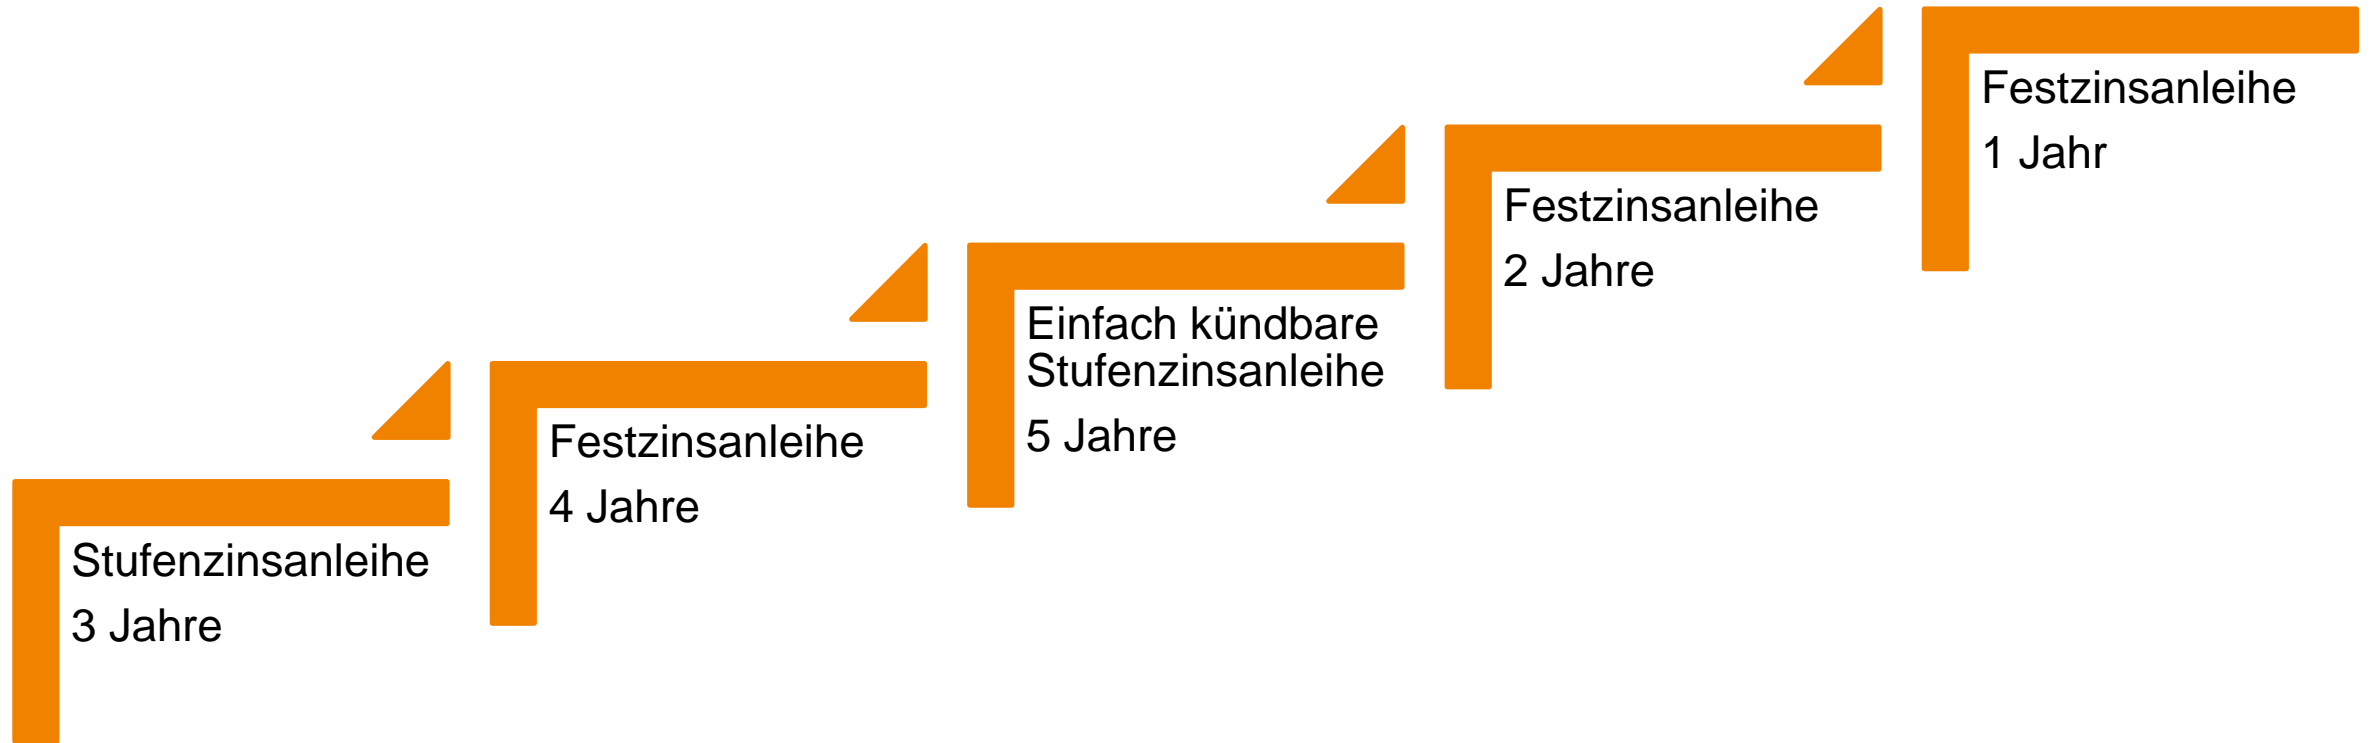 Stufenzinsanleihe
3 Jahre
Festzinsanleihe
4 Jahre
Einfach kündbare
Stufenzinsanleihe
5 Jahre
Festzinsanleihe
2 Jahre
Festzinsanleihe
1 Jahr